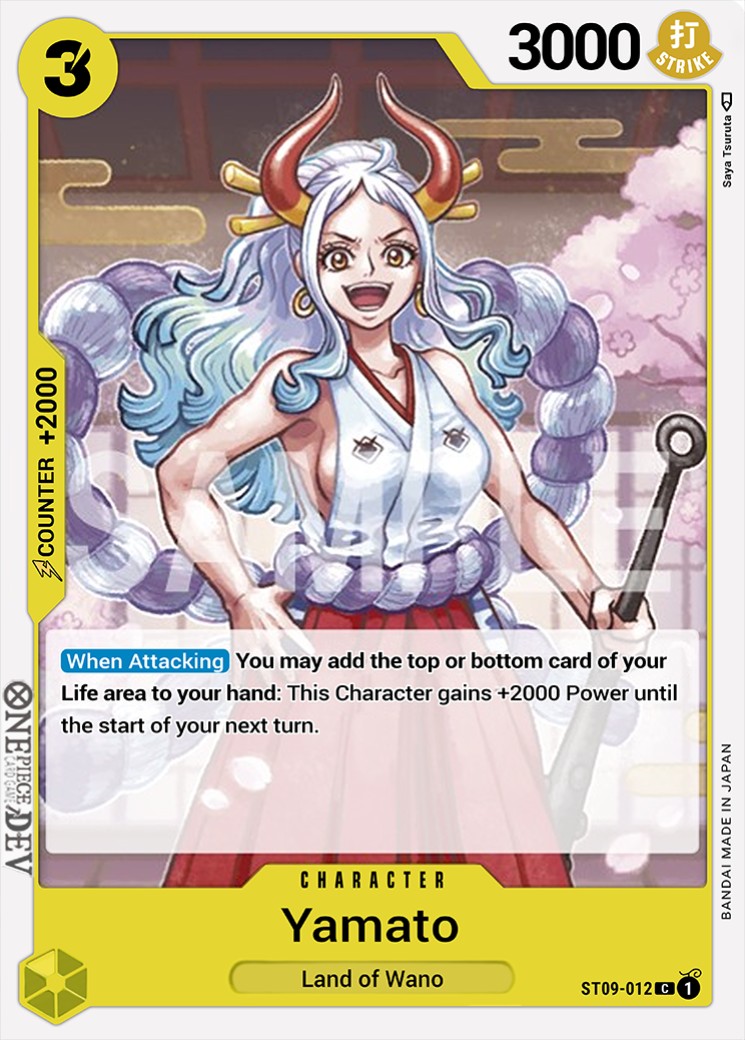 3
3000
打
STRIKE
Saya Tsuruta
COUNTER +2000
SAMPLE
When Attacking You may add the top or bottom card of your
Life area to your hand: This Character gains +2000 Power until
the start of your next turn.
ONE PIECE
CARD GAME
/DEV
BANDAI MADE IN JAPAN
CHARACTER
Yamato
Land of Wano
ST09-012 C 1